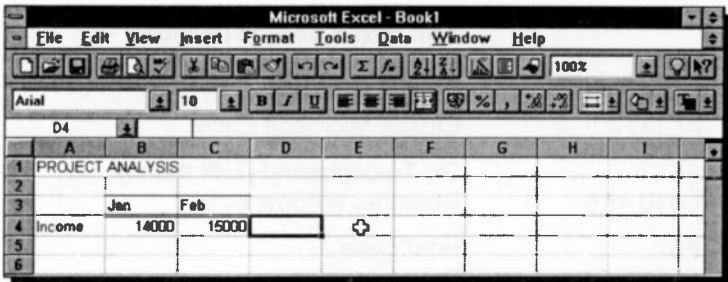 Microsoft Excel - Book1
File Edit View Insert Format Tools Data Window Help
100%
Arial 10 B I U % ,
D4
A B C D E F G H I
1 PROJECT ANALYSIS
2
3 Jan Feb
4 Income 14000 15000
5
6